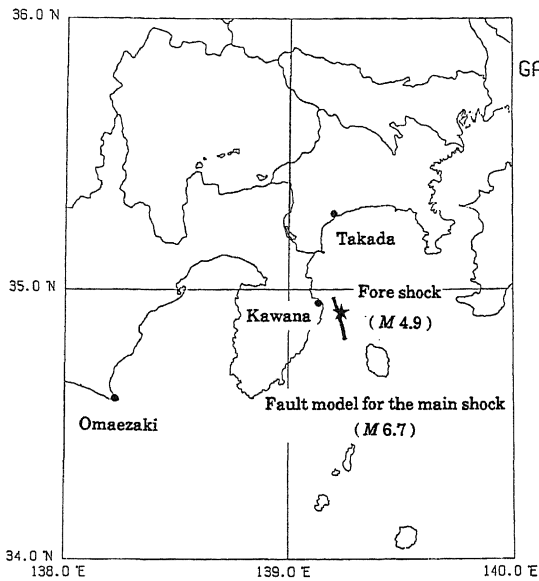 36.0 N
GF
Takada
35.0 N
Fore shock
Kawana
( M 4.9 )
Fault model for the main shock
Omaezaki
( M 6.7 )
34.0 N
138.0 E
139.0 E
140.0 E